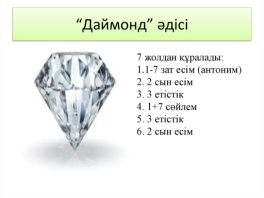 “Даймонд” әдісі
7 жолдан құралады:
1.1-7 зат есім (антоним)
2. 2 сын есім
3. 3 етістік
4. 1+7 сөйлем
5. 3 етістік
6. 2 сын есім